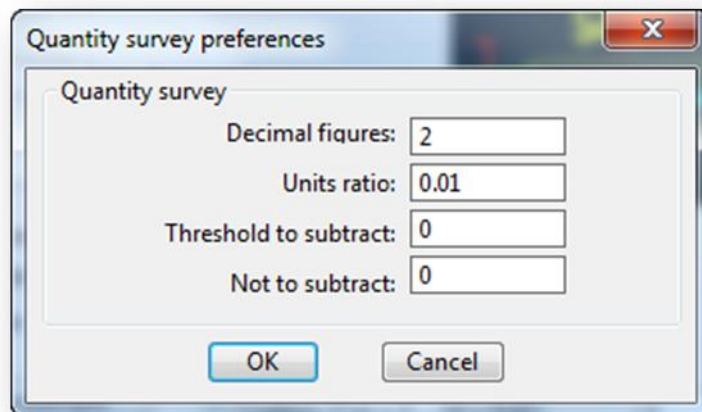 Quantity survey preferences
Quantity survey
Decimal figures: 2
Units ratio: 0.01
Threshold to subtract: 0
Not to subtract: 0
OK Cancel